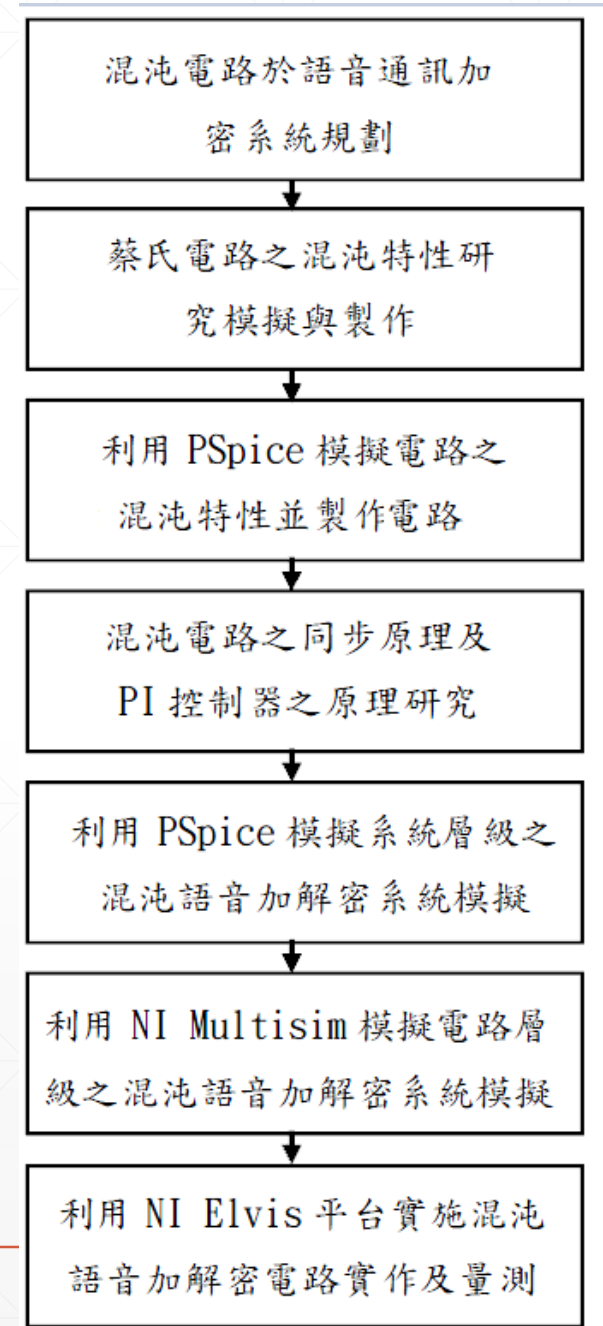 混沌電路於語音通訊加
密系統規劃
蔡氏電路之混沌特性研
究模擬與製作
利用 PSpice 模擬電路之
混沌特性並製作電路
混沌電路之同步原理及
PI 控制器之原理研究
利用 PSpice 模擬系統層級之
混沌語音加解密系統模擬
利用 NI Multisim 模擬電路層
級之混沌語音加解密系統模擬
利用 NI Elvis 平台實施混沌
語音加解密電路實作及量測